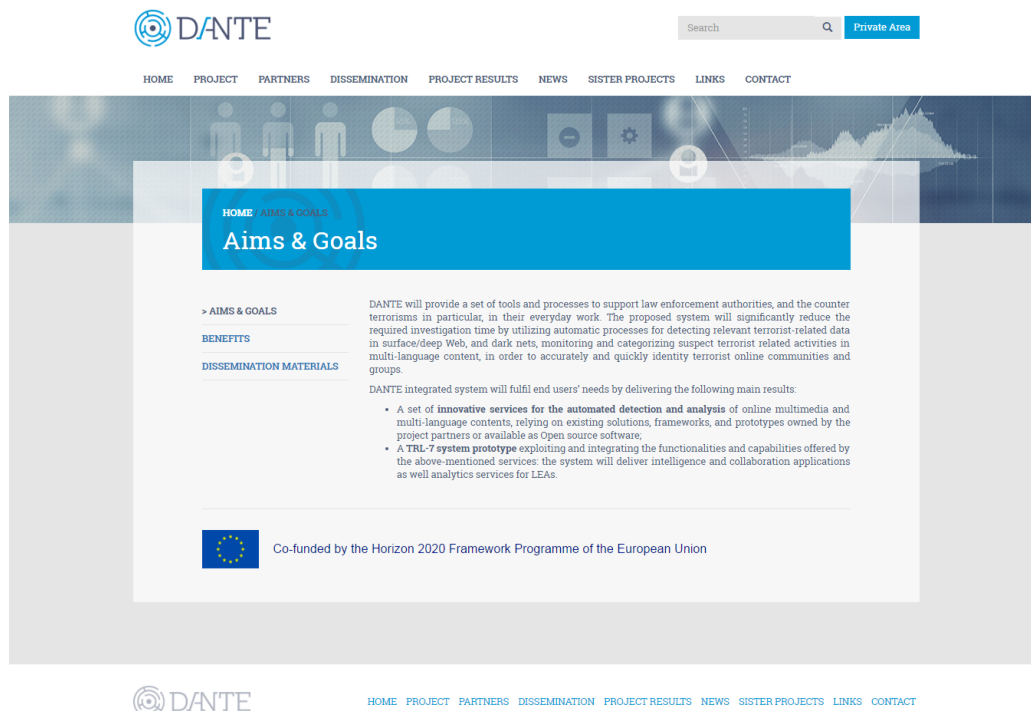 DANTE
Search
Private Area
HOME PROJECT PARTNERS DISSEMINATION PROJECT RESULTS NEWS SISTER PROJECTS LINKS CONTACT
HOME / AIMS & GOALS
Aims & Goals
> AIMS & GOALS
BENEFITS
DISSEMINATION MATERIALS
DANTE will provide a set of tools and processes to support law enforcement authorities, and the counter
terrorisms in particular, in their everyday work. The proposed system will significantly reduce the
required investigation time by utilizing automatic processes for detecting relevant terrorist-related data
in surface/deep Web, and dark nets, monitoring and categorizing suspect terrorist related activities in
multi-language content, in order to accurately and quickly identity terrorist online communities and
groups.
DANTE integrated system will fulfil end users' needs by delivering the following main results:
• A set of innovative services for the automated detection and analysis of online multimedia and
multi-language contents, relying on existing solutions, frameworks, and prototypes owned by the
project partners or available as Open source software;
• A TRL-7 system prototype exploiting and integrating the functionalities and capabilities offered by
the above-mentioned services: the system will deliver intelligence and collaboration applications
as well analytics services for LEAs.
Co-funded by the Horizon 2020 Framework Programme of the European Union
DANTE
HOME PROJECT PARTNERS DISSEMINATION PROJECT RESULTS NEWS SISTER PROJECTS LINKS CONTACT